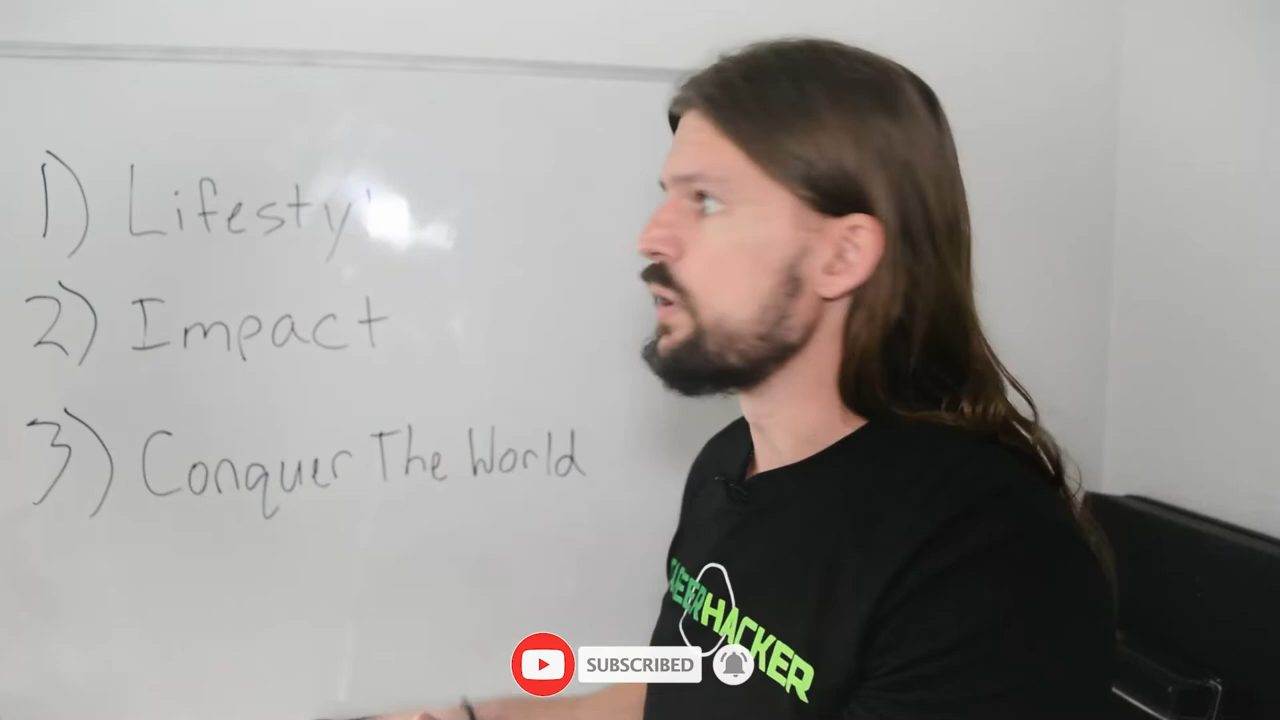 1) Lifesty
2) Impact
3) Conquer The World
HACKER
SUBSCRIBED